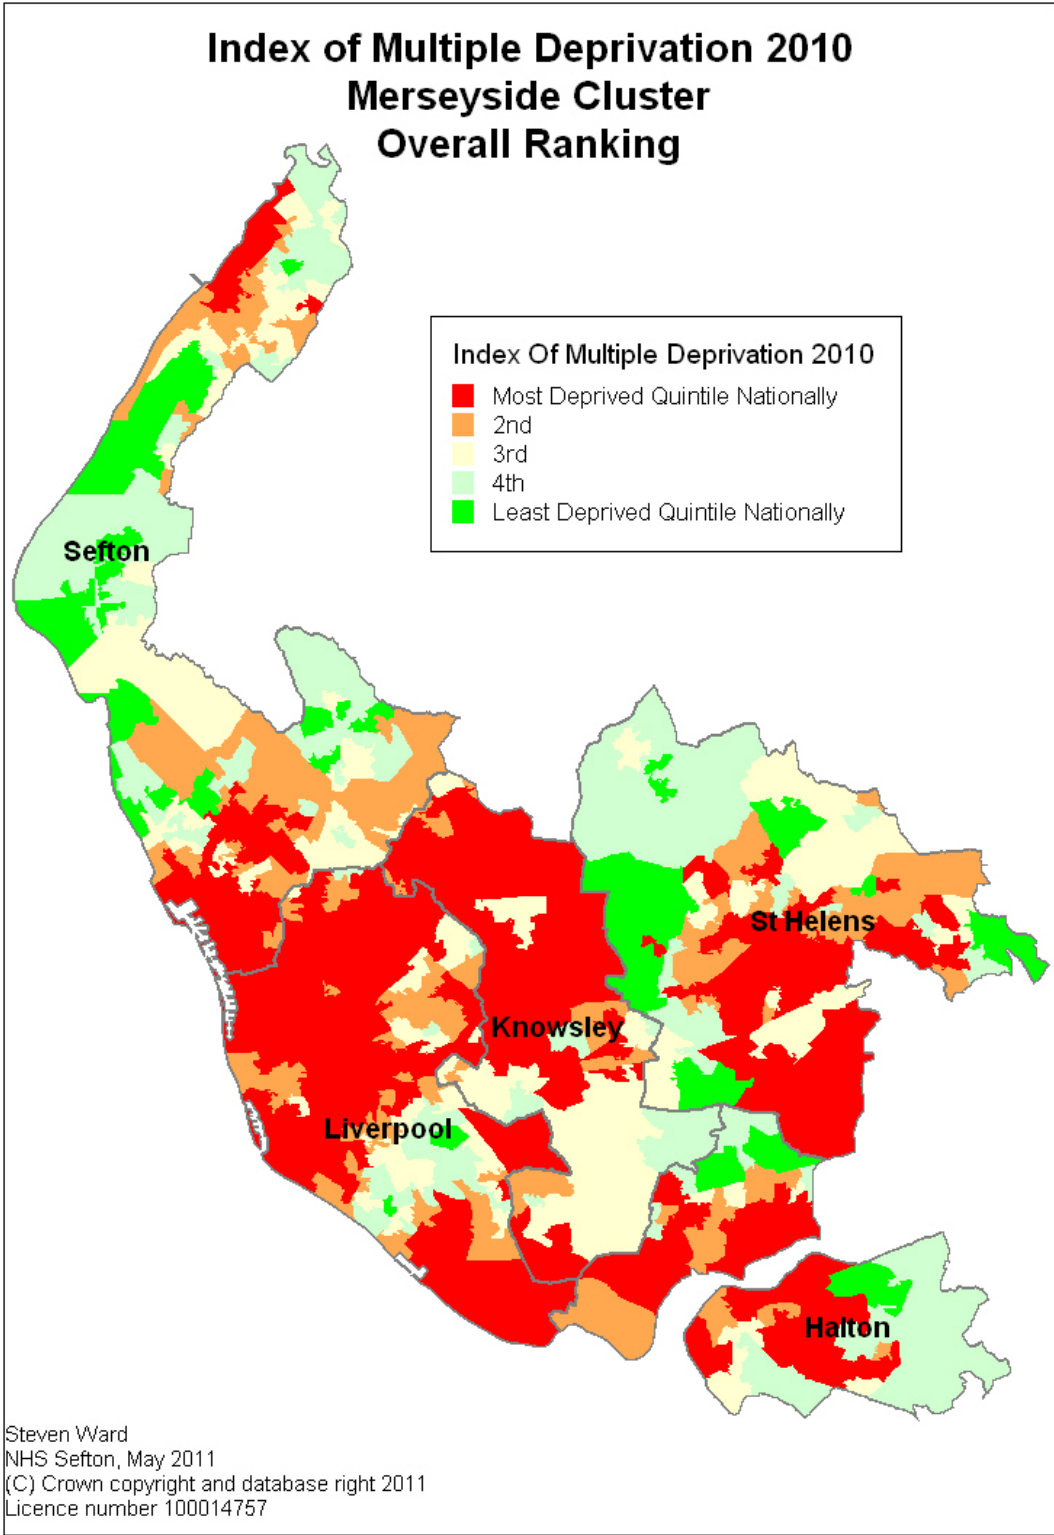 Index of Multiple Deprivation 2010
Merseyside Cluster
Overall Ranking
Index Of Multiple Deprivation 2010
Most Deprived Quintile Nationally
2nd
3rd
4th
Least Deprived Quintile Nationally
Sefton
St Helens
Knowsley
Liverpool
Halton
Steven Ward
NHS Sefton, May 2011
(C) Crown copyright and database right 2011
Licence number 100014757